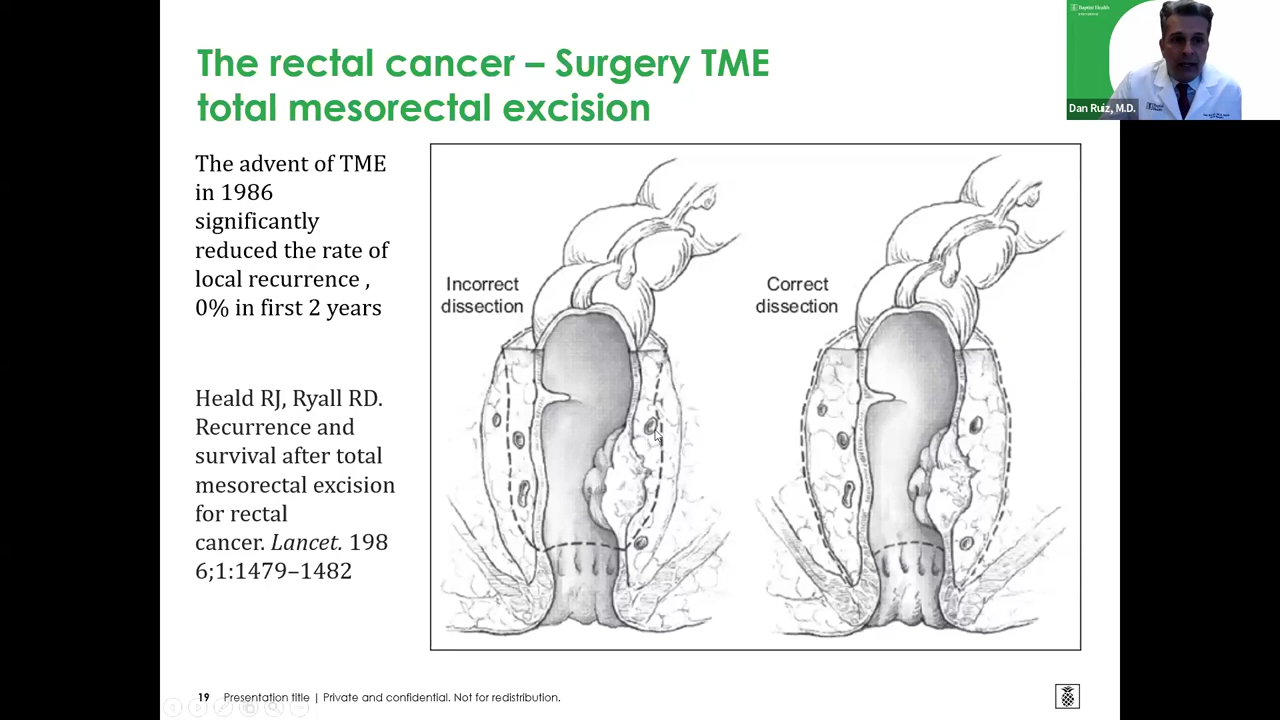 The rectal cancer – Surgery TME
total mesorectal excision
The advent of TME
in 1986
significantly
reduced the rate of
local recurrence ,
0% in first 2 years
Heald RJ, Ryall RD.
Recurrence and
survival after total
mesorectal excision
for rectal
cancer. Lancet. 198
6;1:1479–1482
Incorrect
dissection
Correct
dissection
Baptist Health
International
Dan Ruiz, M.D.
19 Presentation title | Private and confidential. Not for redistribution.